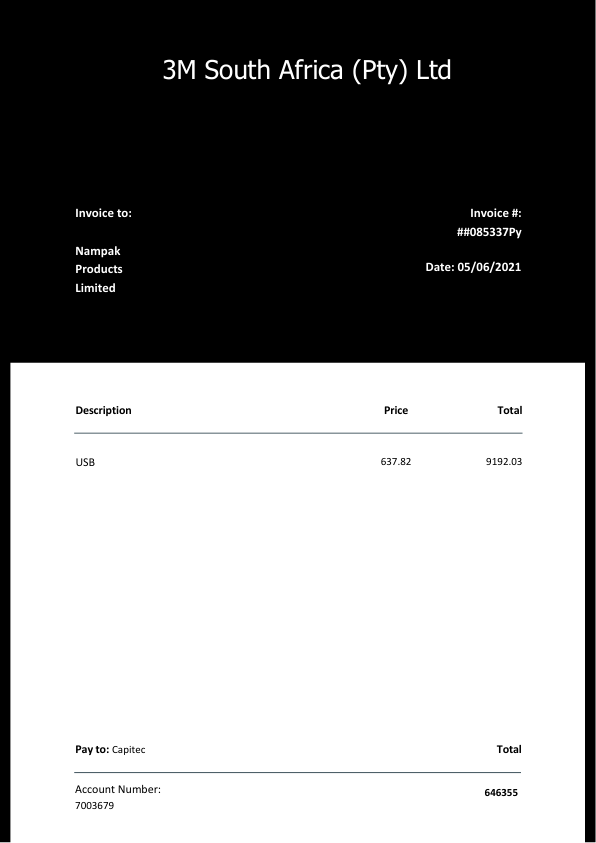 3M South Africa (Pty) Ltd
Invoice to:
Invoice #:
##085337Py
Nampak
Products
Limited
Date: 05/06/2021
Description Price Total
USB 637.82 9192.03
Pay to: Capitec Total
Account Number:
7003679
646355